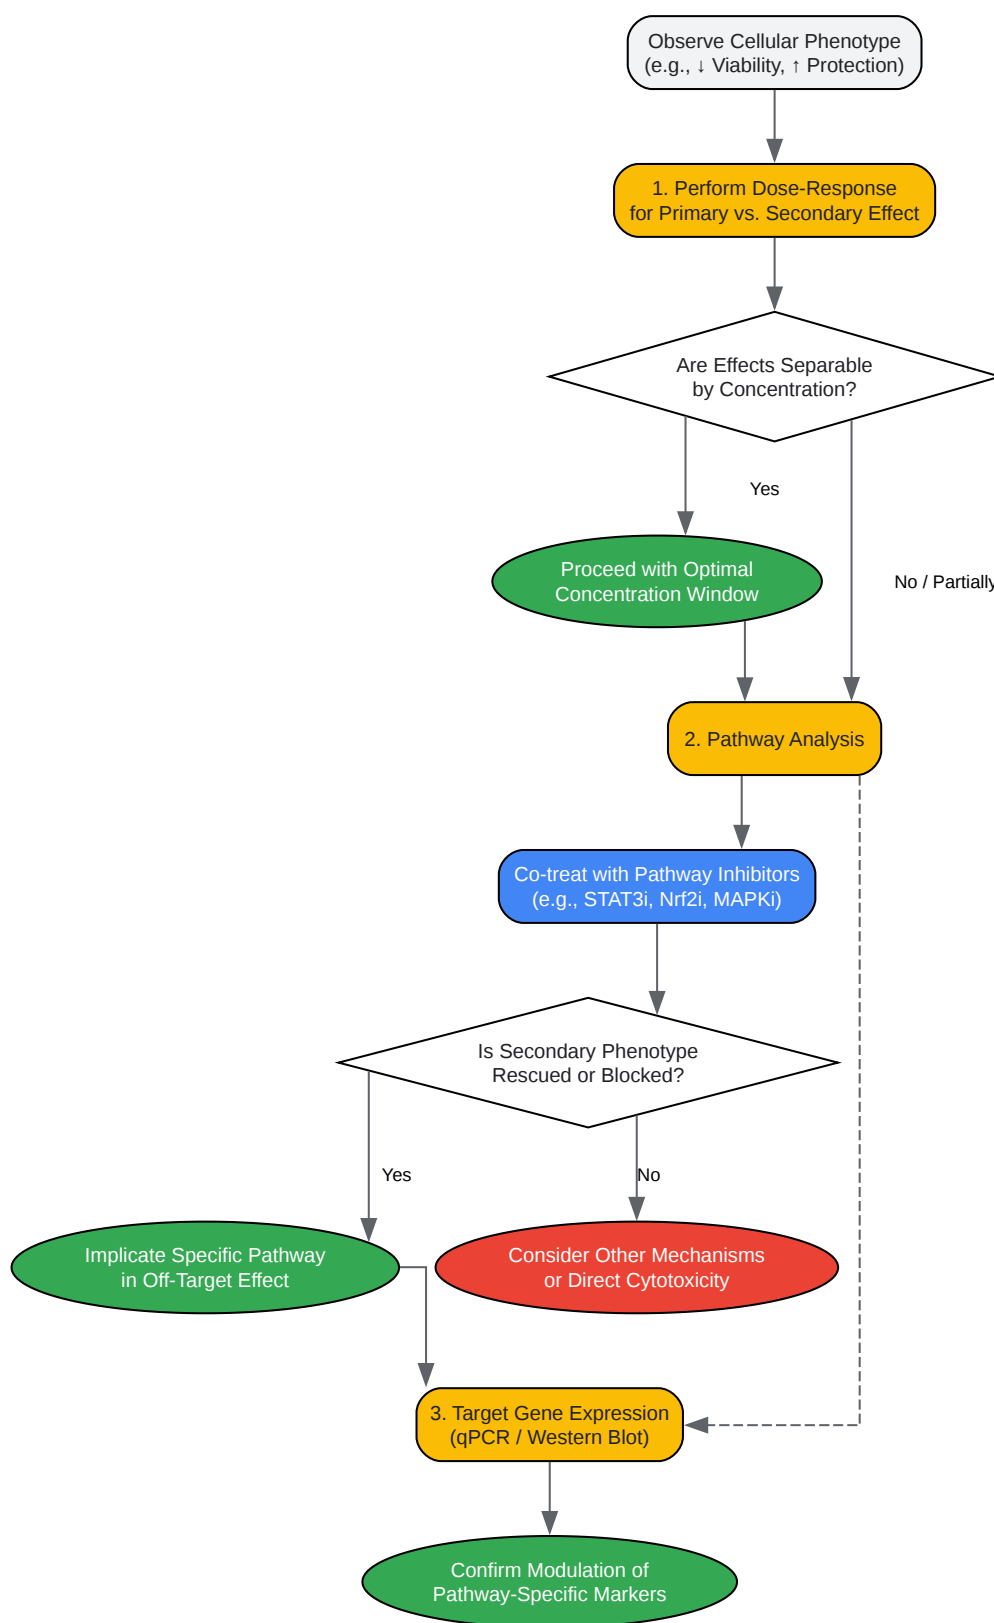 Observe Cellular Phenotype
(e.g., ↓ Viability, ↑ Protection)
1. Perform Dose-Response
for Primary vs. Secondary Effect
Are Effects Separable
by Concentration?
Yes
Proceed with Optimal
Concentration Window
No / Partially
2. Pathway Analysis
Co-treat with Pathway Inhibitors
(e.g., STAT3i, Nrf2i, MAPKi)
Is Secondary Phenotype
Rescued or Blocked?
Yes
No
Implicate Specific Pathway
in Off-Target Effect
Consider Other Mechanisms
or Direct Cytotoxicity
3. Target Gene Expression
(qPCR / Western Blot)
Confirm Modulation of
Pathway-Specific Markers